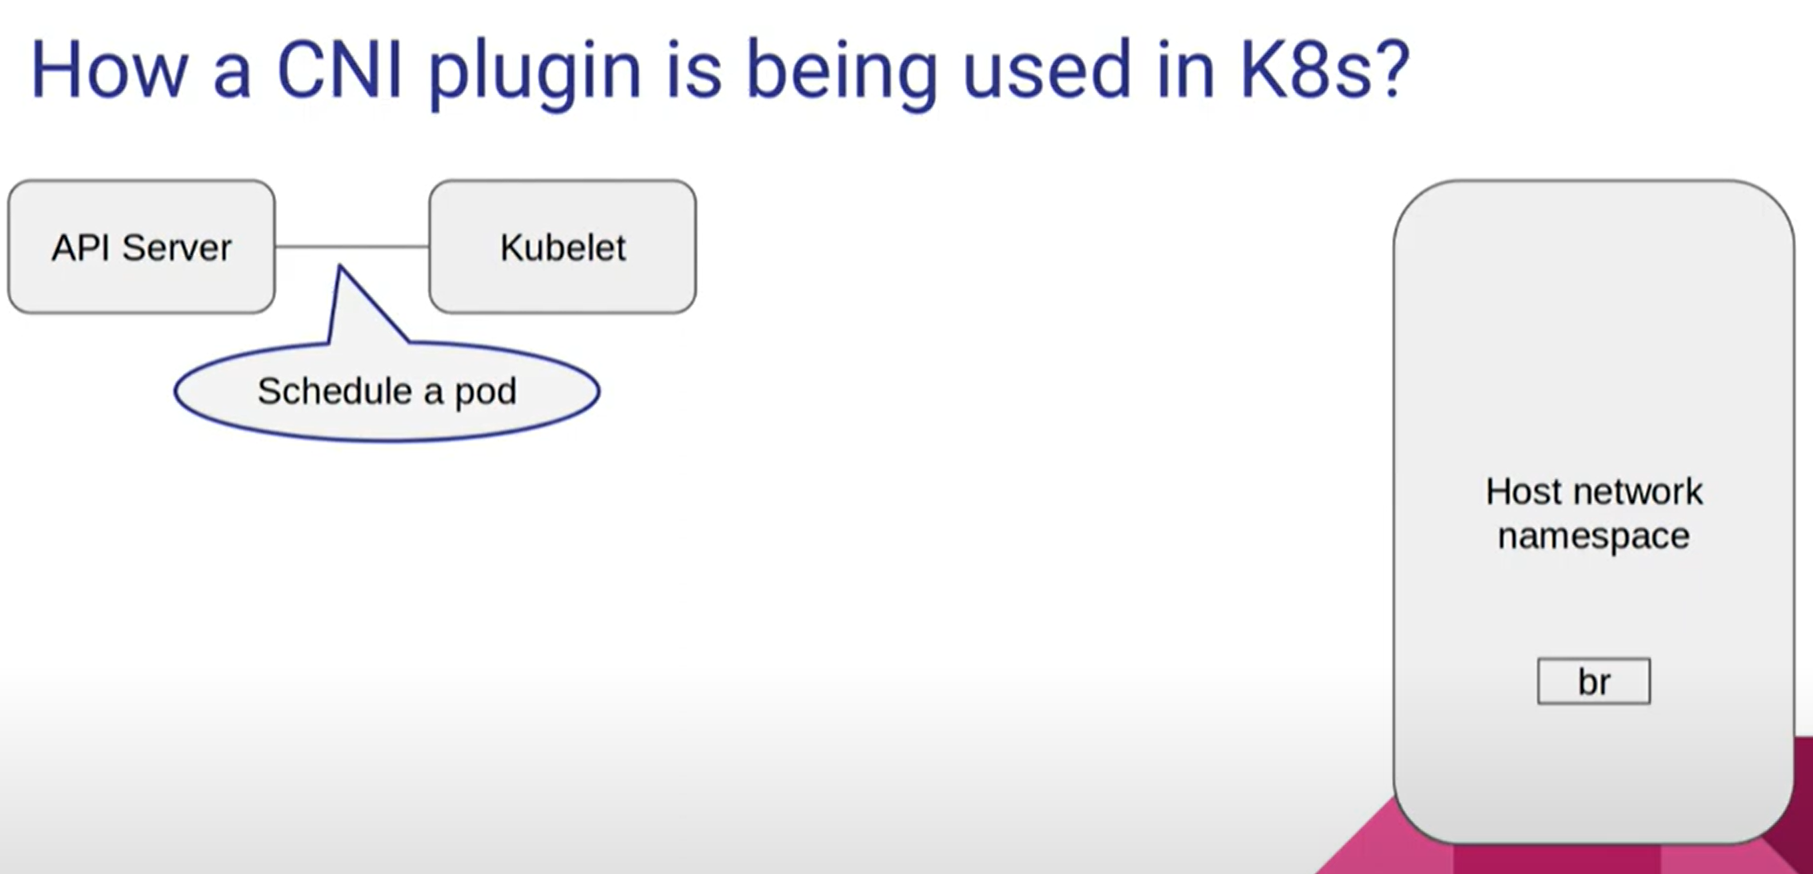 How a CNI plugin is being used in K8s?
API Server
Kubelet
Schedule a pod
Host network
namespace
br